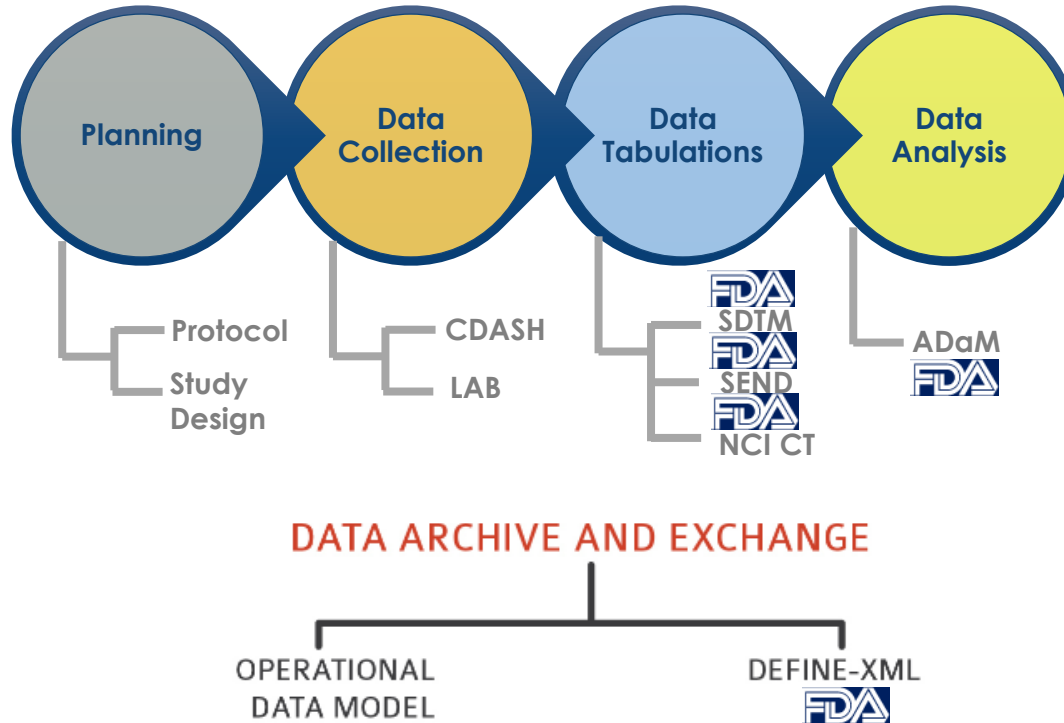 Planning
Data
Collection
Data
Tabulations
Data
Analysis
Protocol
Study
Design
CDASH
LAB
FDA
SDTM
FDA
SEND
FDA
NCI CT
ADaM
FDA
DATA ARCHIVE AND EXCHANGE
OPERATIONAL
DATA MODEL
DEFINE-XML
FDA